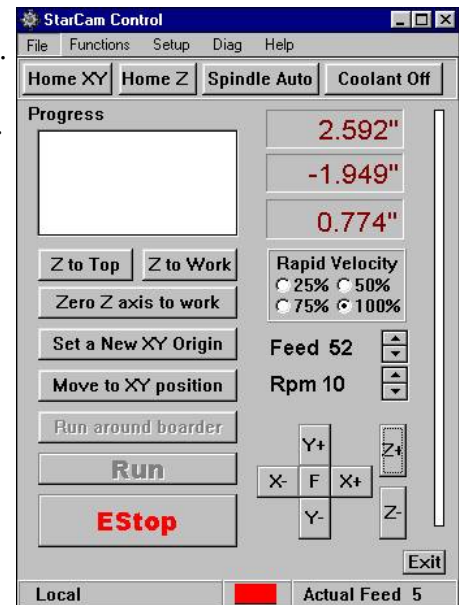 StarCam Control
File Functions Setup Diag Help
Home XY Home Z Spindle Auto Coolant Off
Progress
2.592"
-1.949"
0.774"
Z to Top Z to Work
Zero Z axis to work
Set a New XY Origin
Move to XY position
Run around boarder
Run
EStop
Rapid Velocity
25% 50%
75% 100%
Feed 52
Rpm 10
Y+
X- F X+
Y-
Z+
Z-
Exit
Local
Actual Feed 5